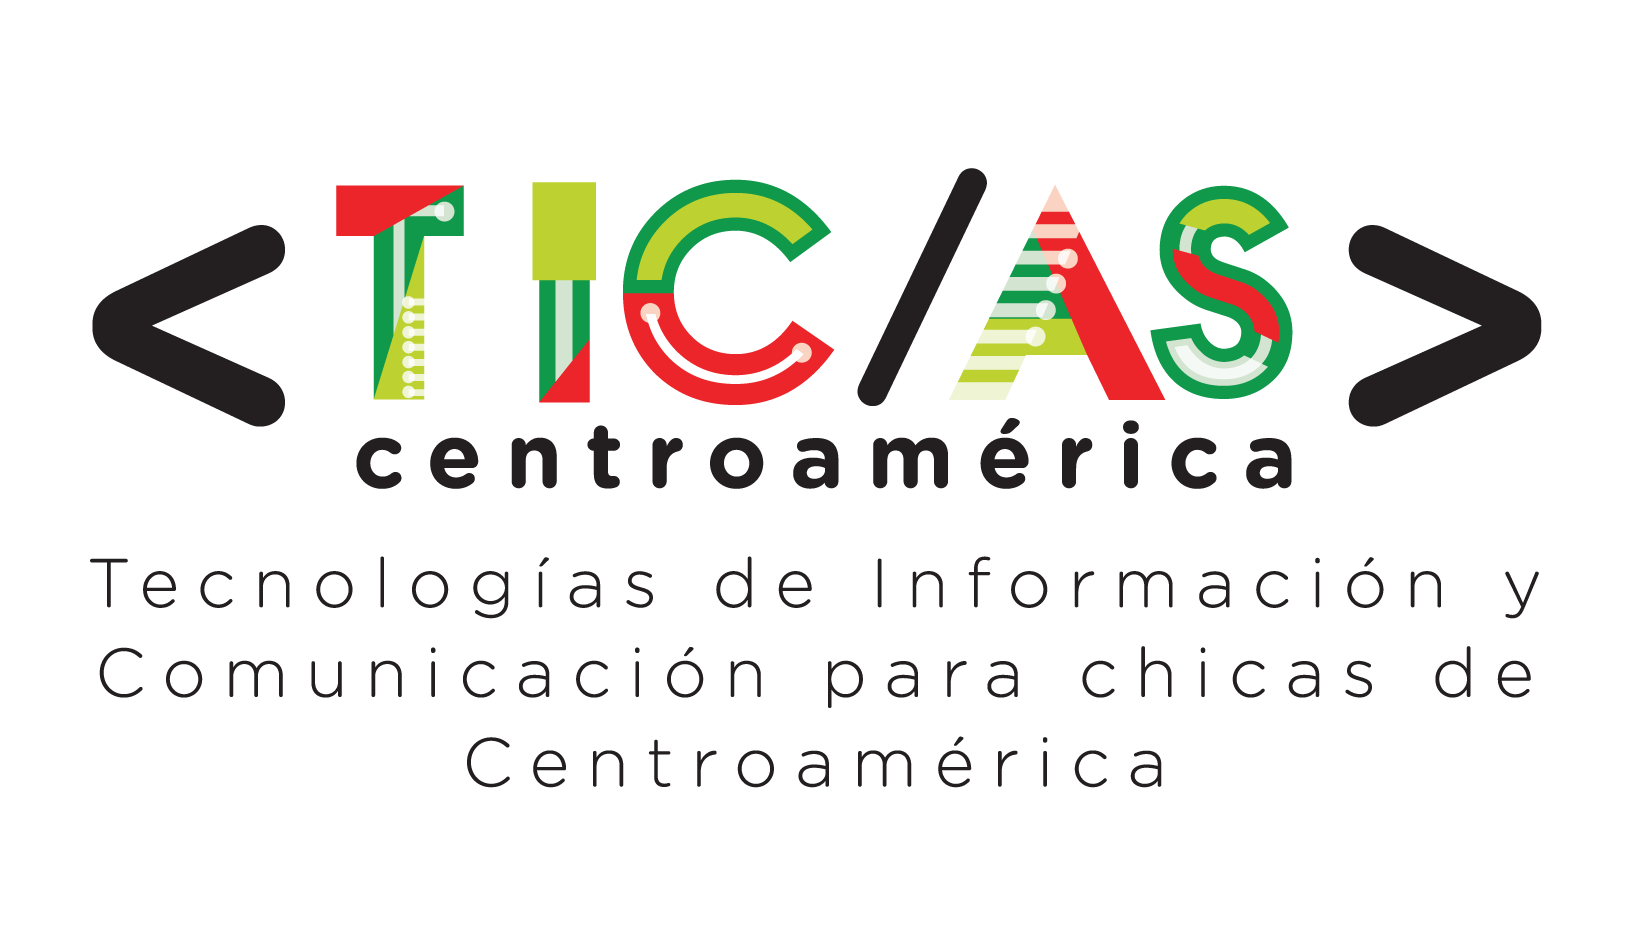 <TIC/AS>
centroamérica
Tecnologías de Información y
Comunicación para chicas de
Centroamérica